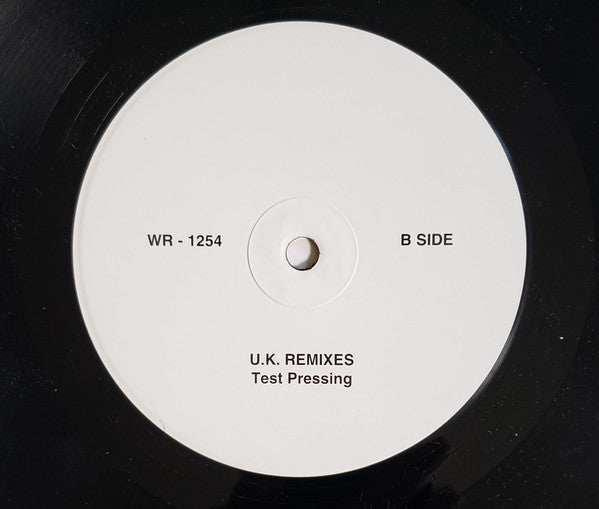 WR - 1254
B SIDE
U.K. REMIXES
Test Pressing